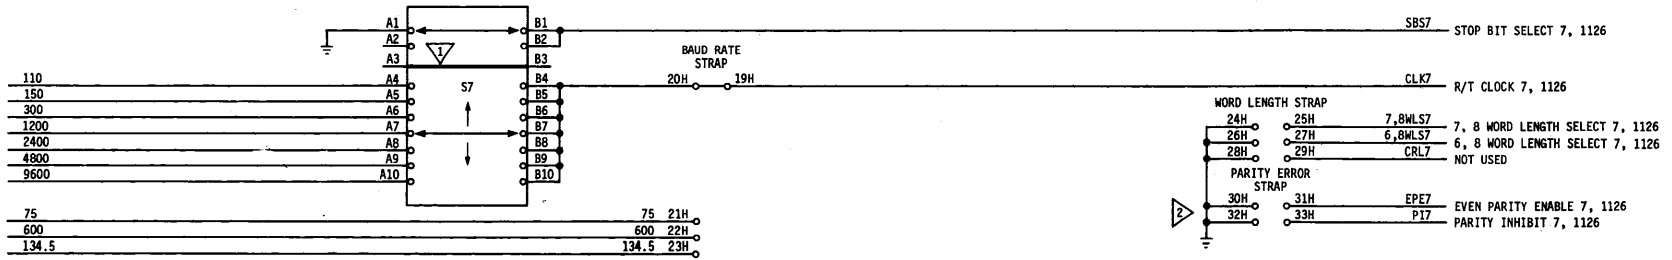 A1 B1 SBS7 STOP BIT SELECT 7, 1126
A2 1 B2
A3 B3 BAUD RATE
STRAP
110 A4 S7 B4 20H 19H CLK7 R/T CLOCK 7, 1126
150 A5 B5
300 A6 B6 WORD LENGTH STRAP
1200 A7 B7 24H 25H 7,8WLS7 7, 8 WORD LENGTH SELECT 7, 1126
2400 A8 B8 26H 27H 6,8WLS7 6, 8 WORD LENGTH SELECT 7, 1126
4800 A9 B9 28H 29H CRL7 NOT USED
9600 A10 B10 PARITY ERROR
STRAP
2 30H 31H EPE7 EVEN PARITY ENABLE 7, 1126
75 75 21H 32H 33H PI7 PARITY INHIBIT 7, 1126
600 600 22H
134.5 134.5 23H